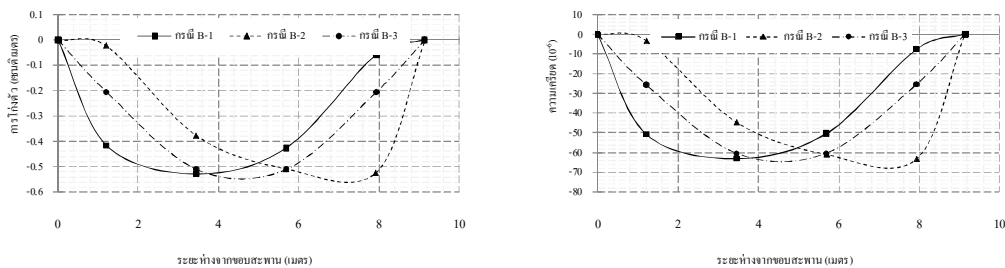 0.1
0
-0.1
-0.2
-0.3
-0.4
-0.5
-0.6
การโก่งตัว (เซนติเมตร)
กรณี B-1 กรณี B-2 กรณี B-3
0 2 4 6 8 10
ระยะห่างจากขอบสะพาน (เมตร)
10
0
-10
-20
-30
-40
-50
-60
-70
-80
ความเครียด (10⁻⁶)
กรณี B-1 กรณี B-2 กรณี B-3
0 2 4 6 8 10
ระยะห่างจากขอบสะพาน (เมตร)